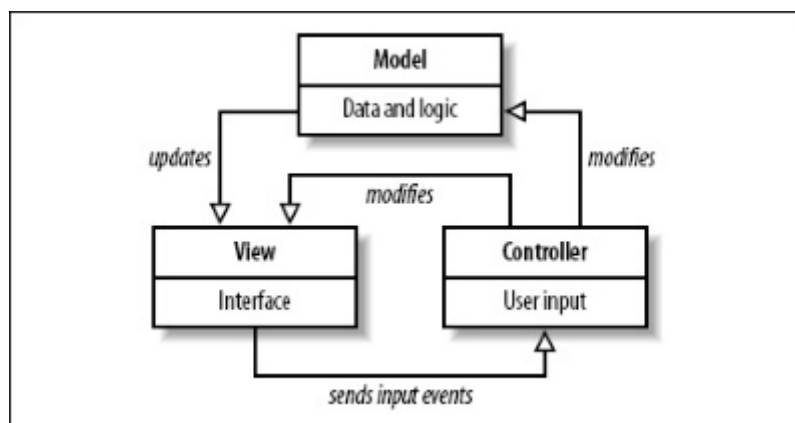 Model
Data and logic
updates
modifies
modifies
View
Interface
Controller
User input
sends input events